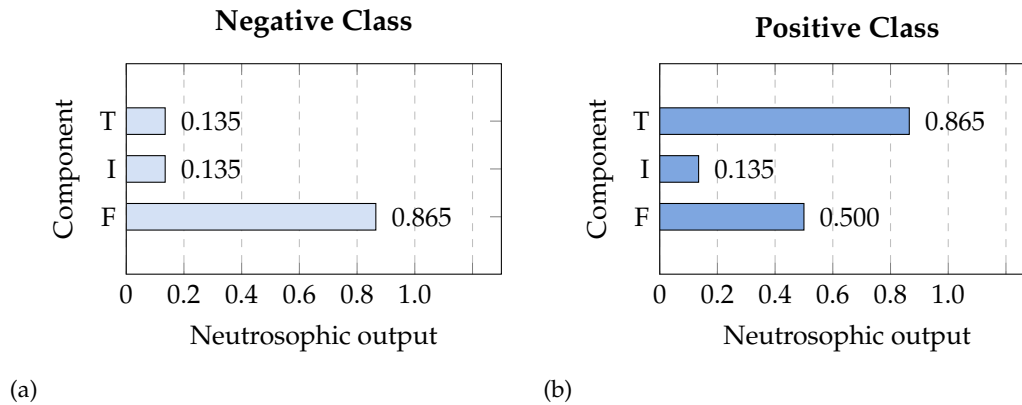 Negative Class
Component
T
0.135
I
0.135
F
0.865
0 0.2 0.4 0.6 0.8 1.0
Neutrosophic output
(a)
Positive Class
Component
T
0.865
I
0.135
F
0.500
0 0.2 0.4 0.6 0.8 1.0
Neutrosophic output
(b)